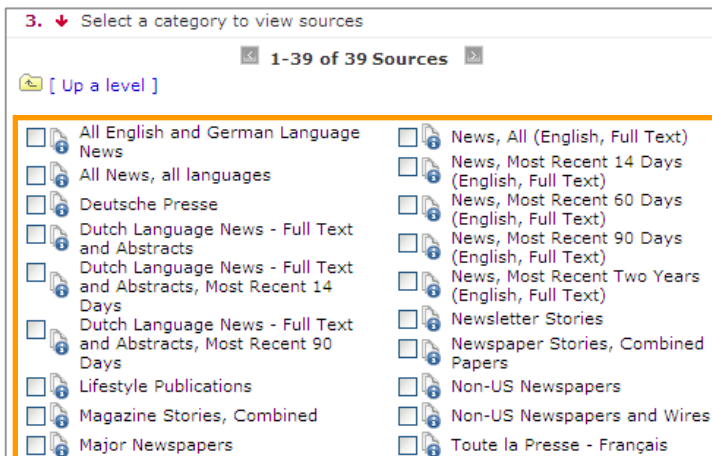 3. Select a category to view sources
1-39 of 39 Sources
[ Up a level ]
All English and German Language
News
All News, all languages
Deutsche Presse
Dutch Language News - Full Text
and Abstracts
Dutch Language News - Full Text
and Abstracts, Most Recent 14
Days
Dutch Language News - Full Text
and Abstracts, Most Recent 90
Days
Lifestyle Publications
Magazine Stories, Combined
Major Newspapers
News, All (English, Full Text)
News, Most Recent 14 Days
(English, Full Text)
News, Most Recent 60 Days
(English, Full Text)
News, Most Recent 90 Days
(English, Full Text)
News, Most Recent Two Years
(English, Full Text)
Newsletter Stories
Newspaper Stories, Combined
Papers
Non-US Newspapers
Non-US Newspapers and Wires
Toute la Presse - Français